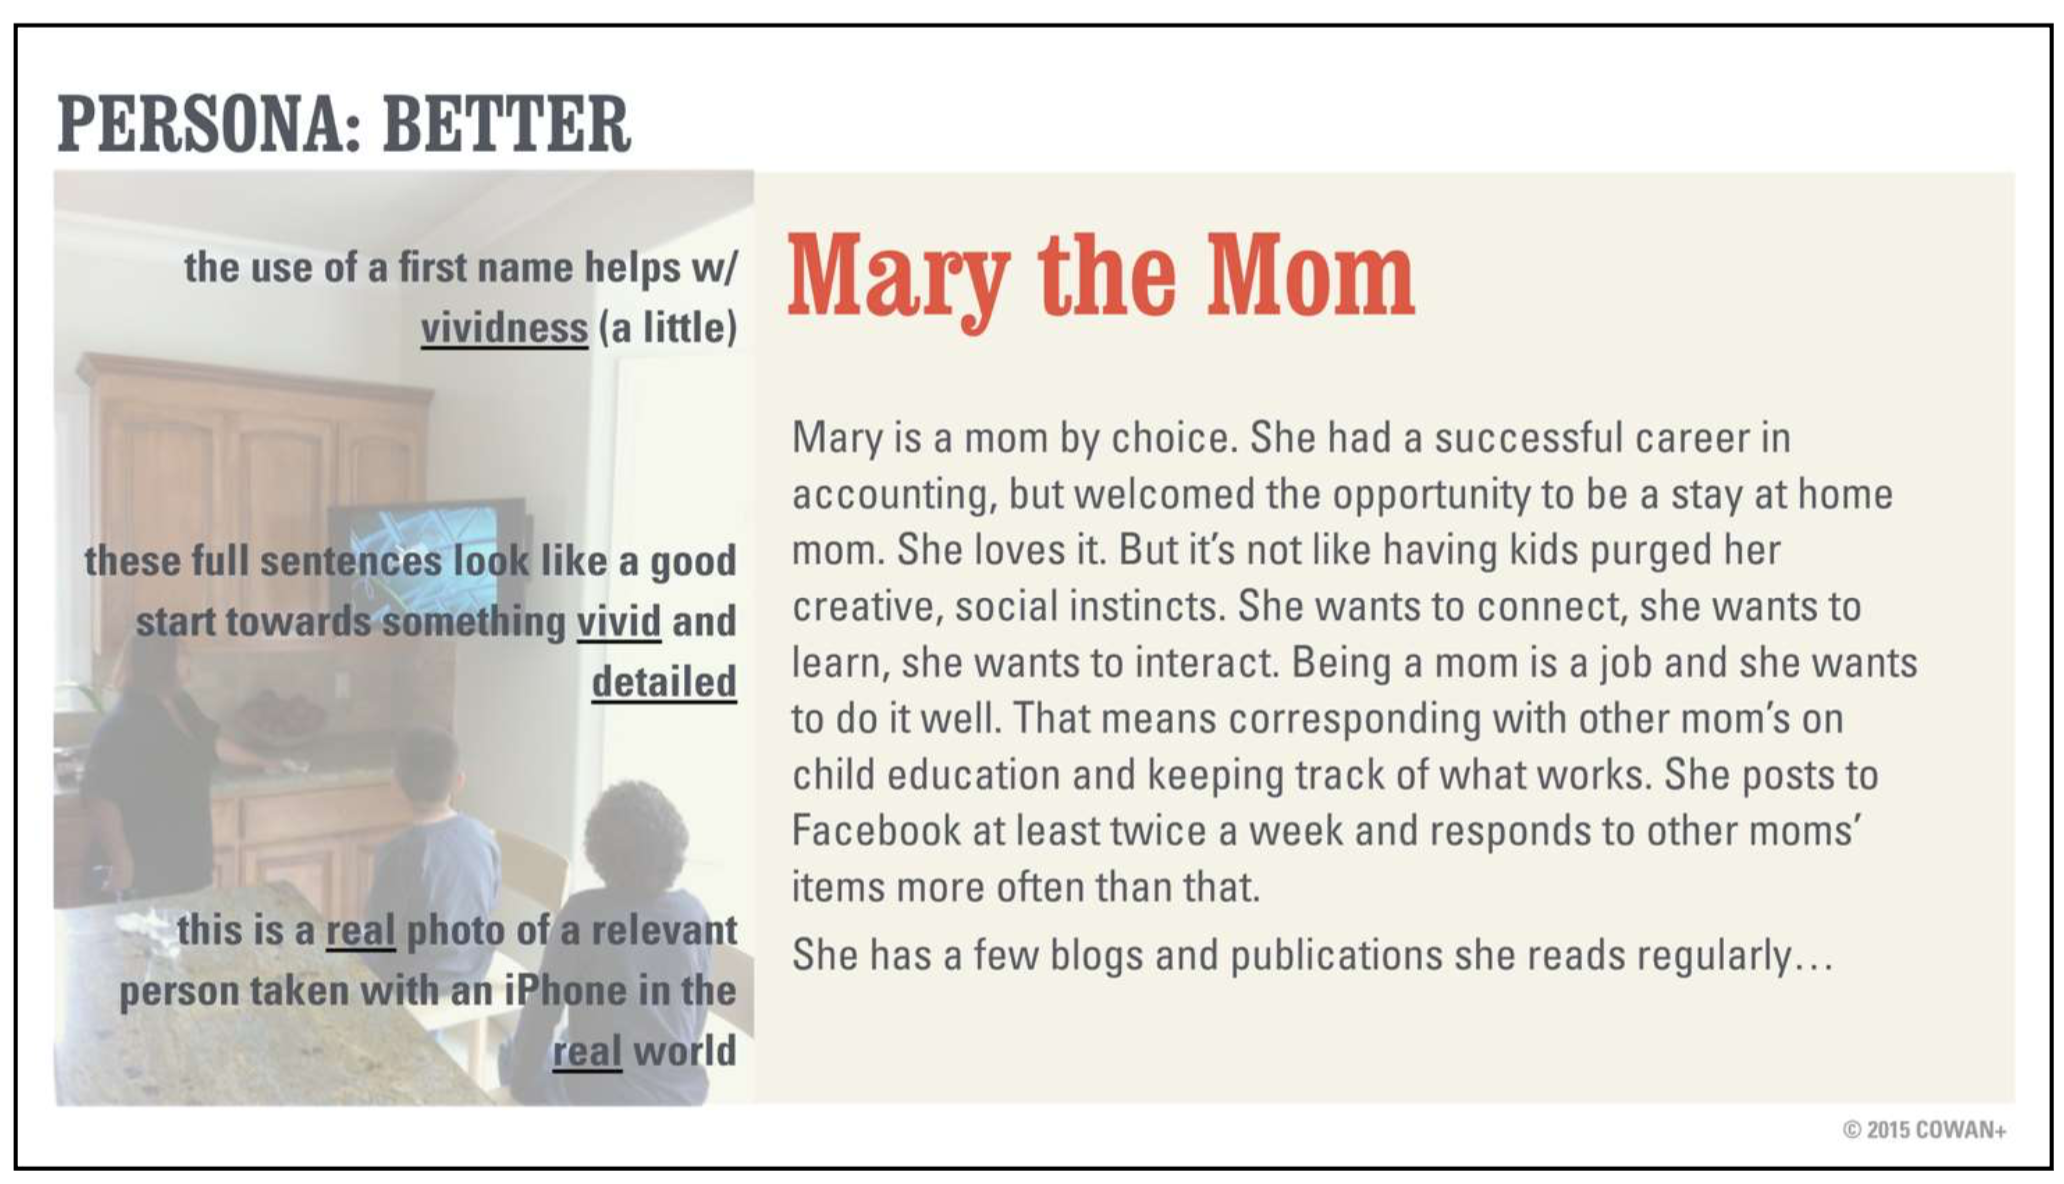 PERSONA: BETTER
the use of a first name helps w/
vividness (a little)
these full sentences look like a good
start towards something vivid and
detailed
this is a real photo of a relevant
person taken with an iPhone in the
real world
Mary the Mom
Mary is a mom by choice. She had a successful career in
accounting, but welcomed the opportunity to be a stay at home
mom. She loves it. But it’s not like having kids purged her
creative, social instincts. She wants to connect, she wants to
learn, she wants to interact. Being a mom is a job and she wants
to do it well. That means corresponding with other mom’s on
child education and keeping track of what works. She posts to
Facebook at least twice a week and responds to other moms’
items more often than that.
She has a few blogs and publications she reads regularly…
© 2015 COWAN+